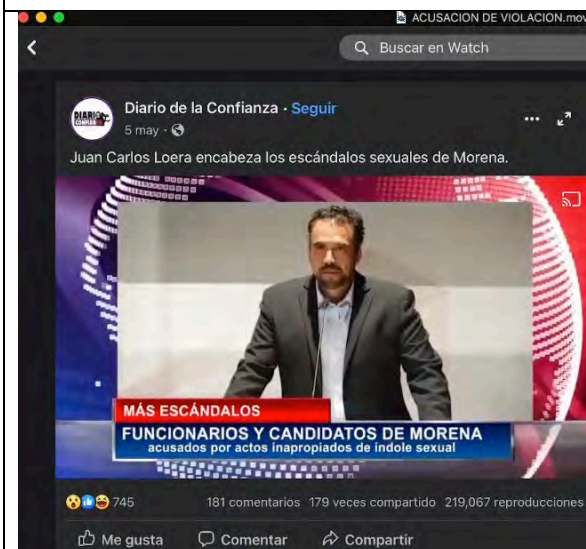 ACUSACION DE VIOLACION.mov
Buscar en Watch
DIARIO
Diario de la Confianza · Seguir
5 may ·
Juan Carlos Loera encabeza los escándalos sexuales de Morena.
MÁS ESCÁNDALOS
FUNCIONARIOS Y CANDIDATOS DE MORENA
acusados por actos inapropiados de indole sexual
745 181 comentarios 179 veces compartido 219,067 reproducciones
Me gusta Comentar Compartir